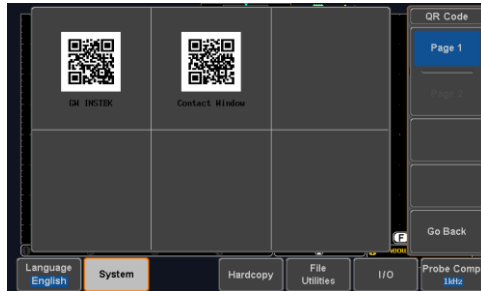 QR Code
Page 1
Page 2
GW INSTEK
Contact Window
Go Back
Language
English
System
Hardcopy
File
Utilities
I/O
Probe Comp
1kHz